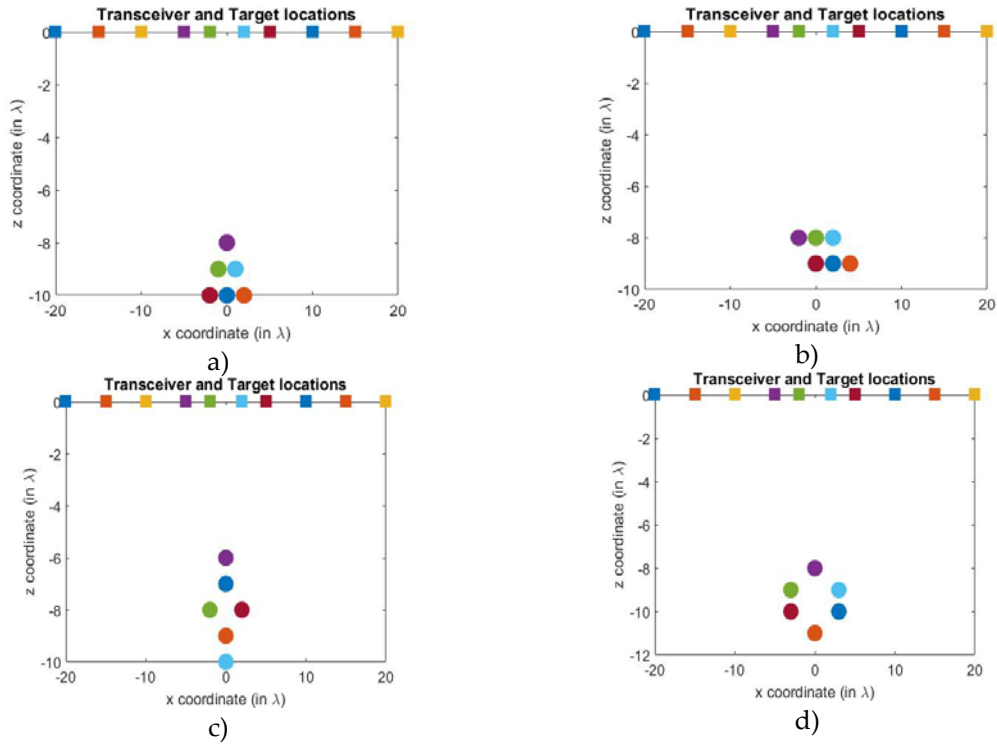 Transceiver and Target locations
0
-2
-4
-6
-8
-10
z coordinate (in λ)
-20 -10 0 10 20
x coordinate (in λ)
a)
Transceiver and Target locations
0
-2
-4
-6
-8
-10
z coordinate (in λ)
-20 -10 0 10 20
x coordinate (in λ)
b)
Transceiver and Target locations
0
-2
-4
-6
-8
-10
z coordinate (in λ)
-20 -10 0 10 20
x coordinate (in λ)
c)
Transceiver and Target locations
0
-2
-4
-6
-8
-10
-12
z coordinate (in λ)
-20 -10 0 10 20
x coordinate (in λ)
d)